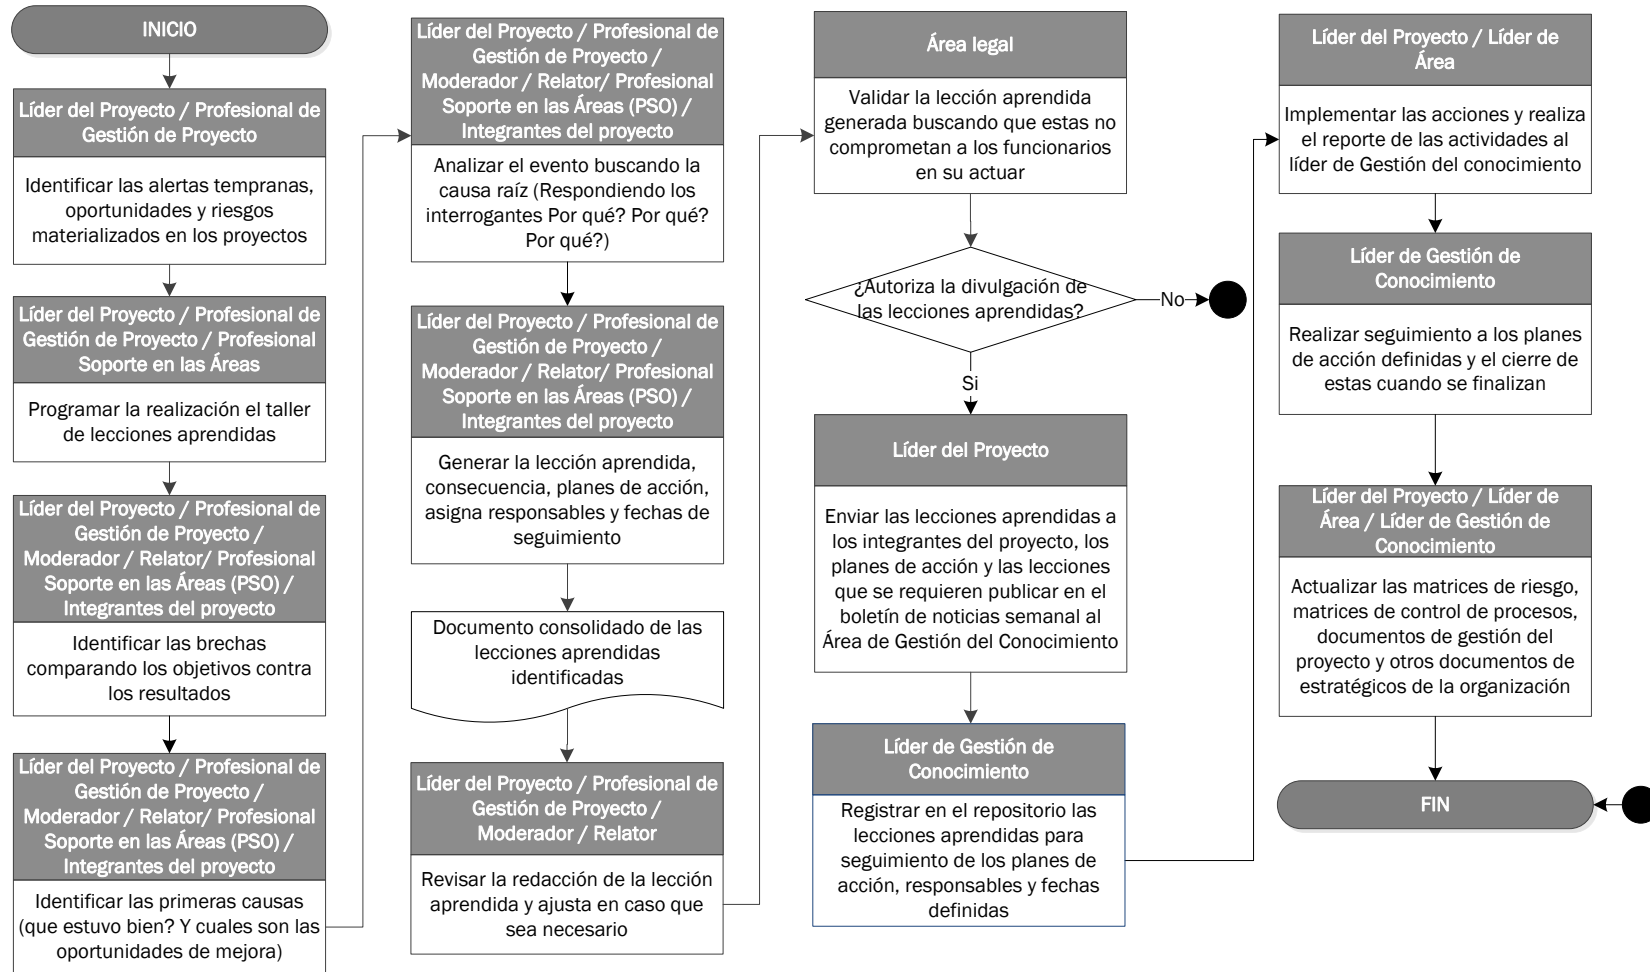 INICIO
Líder del Proyecto / Profesional de
Gestión de Proyecto
Identificar las alertas tempranas,
oportunidades y riesgos
materializados en los proyectos
Líder del Proyecto / Profesional de
Gestión de Proyecto / Profesional
Soporte en las Áreas
Programar la realización el taller
de lecciones aprendidas
Líder del Proyecto / Profesional de
Gestión de Proyecto /
Moderador / Relator/ Profesional
Soporte en las Áreas (PSO) /
Integrantes del proyecto
Identificar las brechas
comparando los objetivos contra
los resultados
Líder del Proyecto / Profesional de
Gestión de Proyecto /
Moderador / Relator/ Profesional
Soporte en las Áreas (PSO) /
Integrantes del proyecto
Identificar las primeras causas
(que estuvo bien? Y cuales son las
oportunidades de mejora)
Líder del Proyecto / Profesional de
Gestión de Proyecto /
Moderador / Relator/ Profesional
Soporte en las Áreas (PSO) /
Integrantes del proyecto
Analizar el evento buscando la
causa raíz (Respondiendo los
interrogantes Por qué? Por qué?
Por qué?)
Líder del Proyecto / Profesional de
Gestión de Proyecto /
Moderador / Relator/ Profesional
Soporte en las Áreas (PSO) /
Integrantes del proyecto
Generar la lección aprendida,
consecuencia, planes de acción,
asigna responsables y fechas de
seguimiento
Documento consolidado de las
lecciones aprendidas
identificadas
Líder del Proyecto / Profesional de
Gestión de Proyecto /
Moderador / Relator
Revisar la redacción de la lección
aprendida y ajusta en caso que
sea necesario
Área legal
Validar la lección aprendida
generada buscando que estas no
comprometan a los funcionarios
en su actuar
¿Autoriza la divulgación de
las lecciones aprendidas?
No
Si
Líder del Proyecto
Enviar las lecciones aprendidas a
los integrantes del proyecto, los
planes de acción y las lecciones
que se requieren publicar en el
boletín de noticias semanal al
Área de Gestión del Conocimiento
Líder de Gestión de
Conocimiento
Registrar en el repositorio las
lecciones aprendidas para
seguimiento de los planes de
acción, responsables y fechas
definidas
Líder del Proyecto / Líder de
Área
Implementar las acciones y realiza
el reporte de las actividades al
líder de Gestión del conocimiento
Líder de Gestión de
Conocimiento
Realizar seguimiento a los planes
de acción definidas y el cierre de
estas cuando se finalizan
Líder del Proyecto / Líder de
Área / Líder de Gestión de
Conocimiento
Actualizar las matrices de riesgo,
matrices de control de procesos,
documentos de gestión del
proyecto y otros documentos de
estratégicos de la organización
FIN